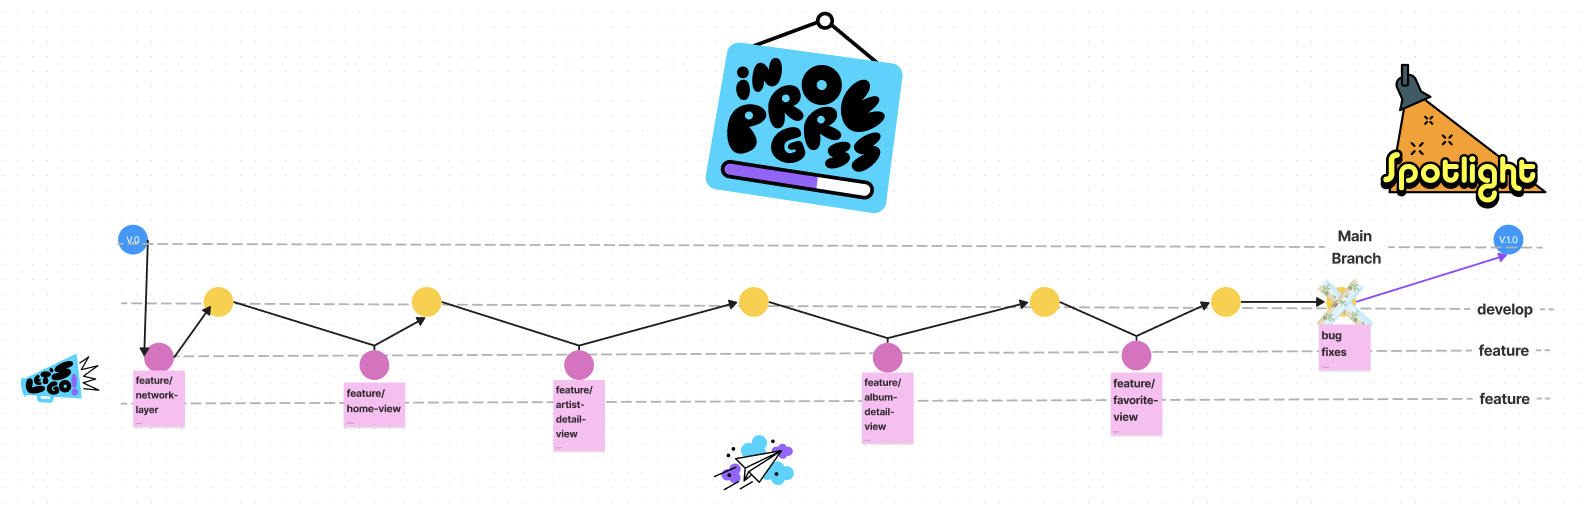 iN
PROGRESS
Spotlight
V.0
Main
Branch
V.1.0
develop
bug
fixes
feature
LET'S
GO!
feature/
network-
layer
feature/
home-view
feature/
artist-
detail-
view
feature/
album-
detail-
view
feature/
favorite-
view
feature